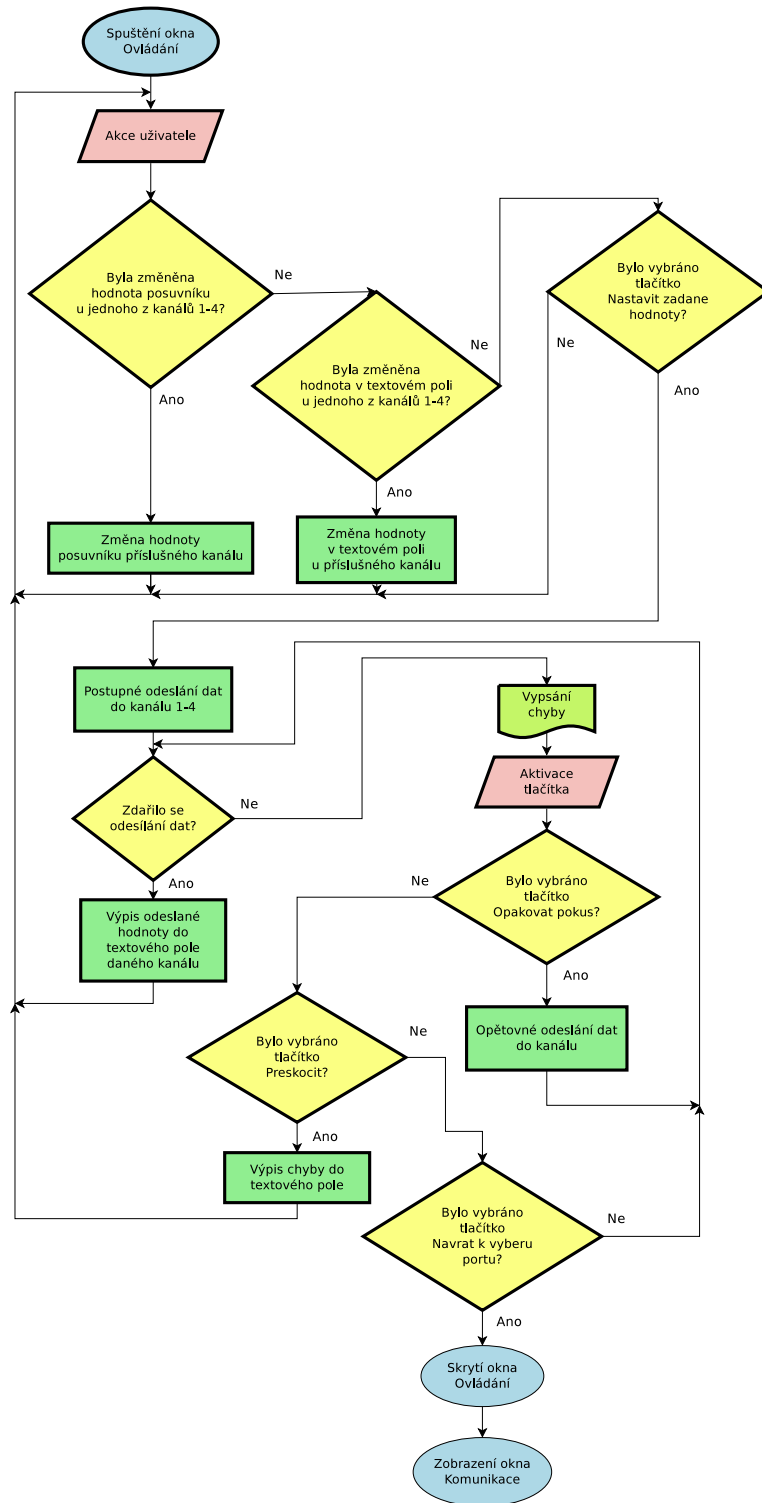 Spuštění okna
Ovládání
Akce uživatele
Byla změněna
hodnota posuvníku
u jednoho z kanálů 1-4?
Ne
Ano
Byla změněna
hodnota v textovém poli
u jednoho z kanálů 1-4?
Ne
Ano
Bylo vybráno
tlačítko
Nastavit zadane
hodnoty?
Ne
Ano
Změna hodnoty
posuvníku příslušného kanálu
Změna hodnoty
v textovém poli
u příslušného kanálu
Postupné odeslání dat
do kanálu 1-4
Vypsání
chyby
Aktivace
tlačítka
Zdařilo se
odesílání dat?
Ne
Ano
Výpis odeslané
hodnoty do
textového pole
daného kanálu
Bylo vybráno
tlačítko
Opakovat pokus?
Ne
Ano
Opětovné odeslání dat
do kanálu
Bylo vybráno
tlačítko
Preskocit?
Ne
Ano
Výpis chyby do
textového pole
Bylo vybráno
tlačítko
Navrat k vyberu
portu?
Ne
Ano
Skrytí okna
Ovládání
Zobrazení okna
Komunikace